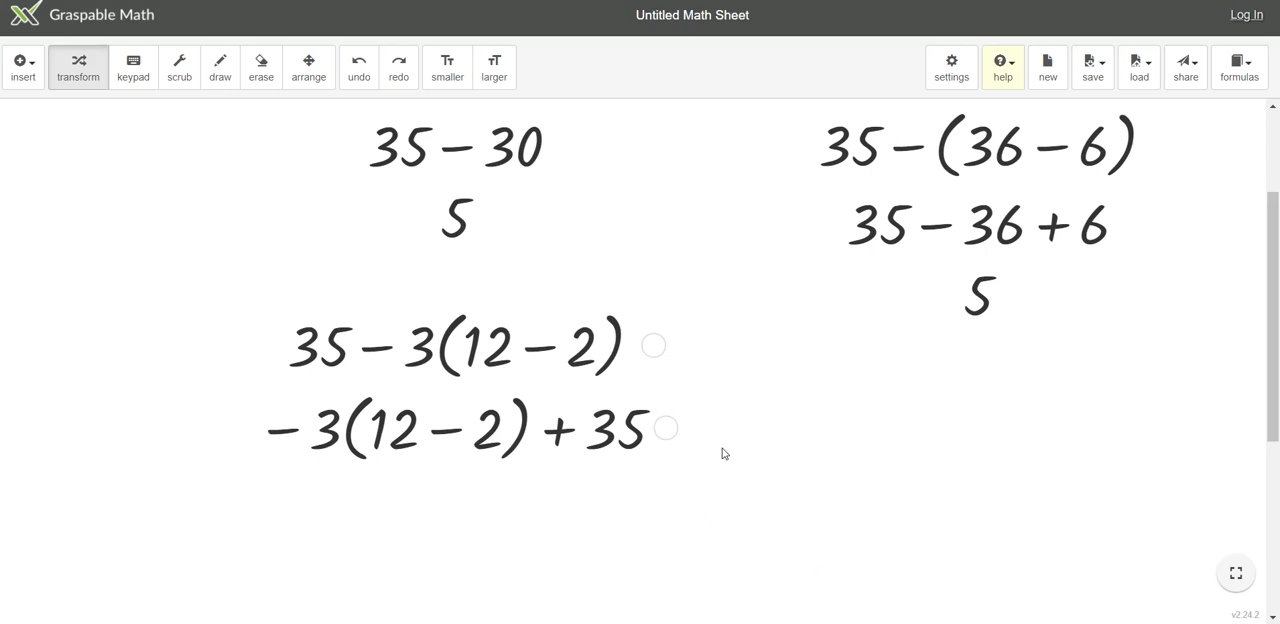 Graspable Math
Untitled Math Sheet
Log In
insert transform keypad scrub draw erase arrange undo redo Tт smaller тT larger settings help new save load share formulas
35 − 30
5
35 − (36 − 6)
35 − 36 + 6
5
35 − 3(12 − 2)
− 3(12 − 2) + 35
v2.24.2